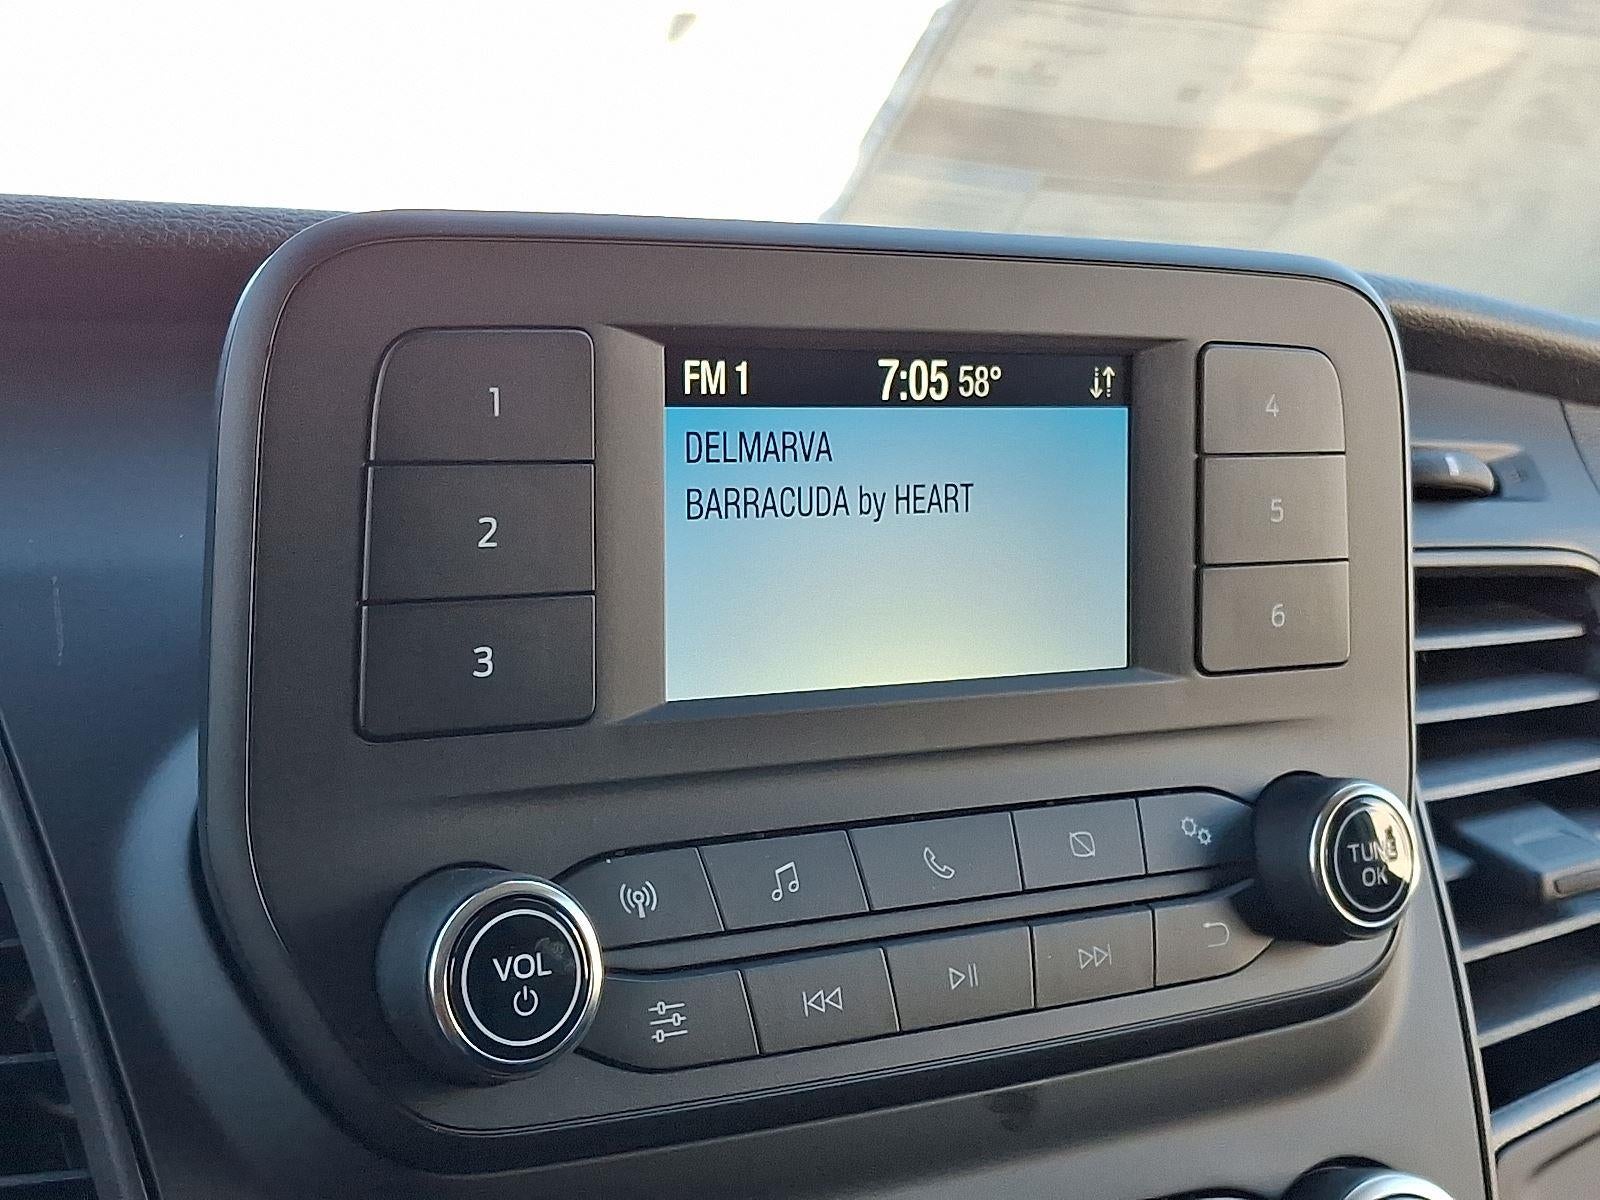 FM 1 7:05 58°
DELMARVA
BARRACUDA by HEART
1
2
3
4
5
6
VOL
TUNE
OK